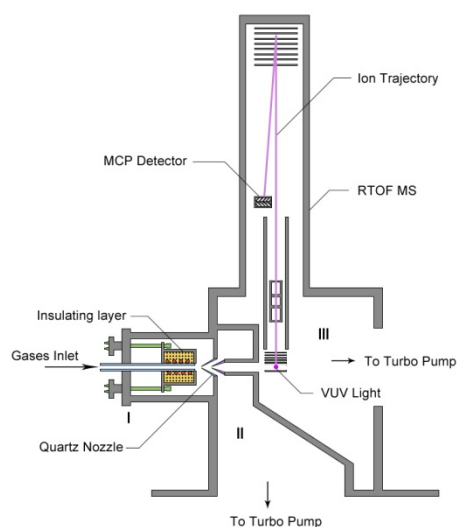 Ion Trajectory
MCP Detector
RTOF MS
Insulating layer
III
Gases Inlet
To Turbo Pump
VUV Light
I
II
Quartz Nozzle
To Turbo Pump